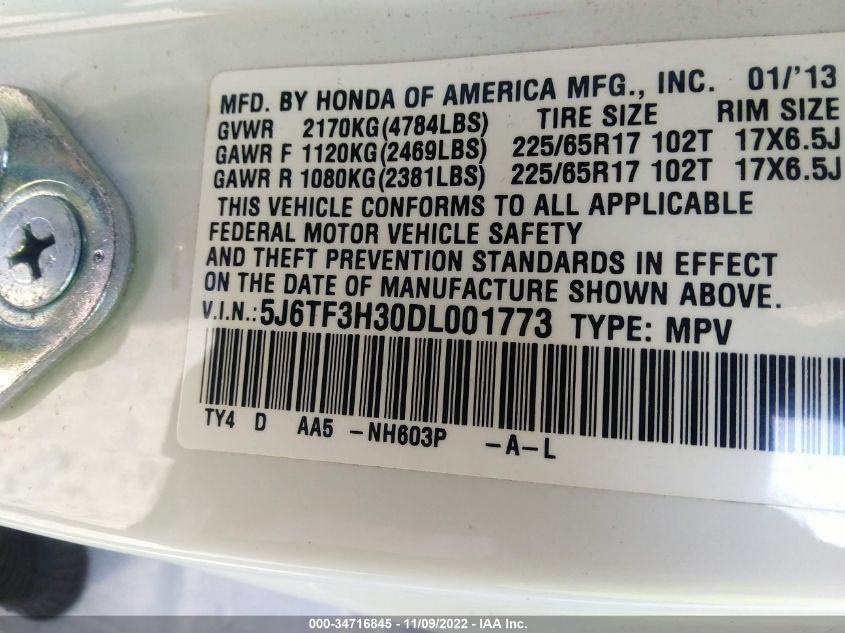 MFD. BY HONDA OF AMERICA MFG., INC. 01/'13
GVWR 2170KG(4784LBS) TIRE SIZE RIM SIZE
GAWR F 1120KG(2469LBS) 225/65R17 102T 17X6.5J
GAWR R 1080KG(2381LBS) 225/65R17 102T 17X6.5J
THIS VEHICLE CONFORMS TO ALL APPLICABLE
FEDERAL MOTOR VEHICLE SAFETY
AND THEFT PREVENTION STANDARDS IN EFFECT
ON THE DATE OF MANUFACTURE SHOWN ABOVE.
V.I.N.:5J6TF3H30DL001773 TYPE: MPV
TY4 D AA5 -NH603P -A-L
000-34716845 - 11/09/2022 - IAA Inc.